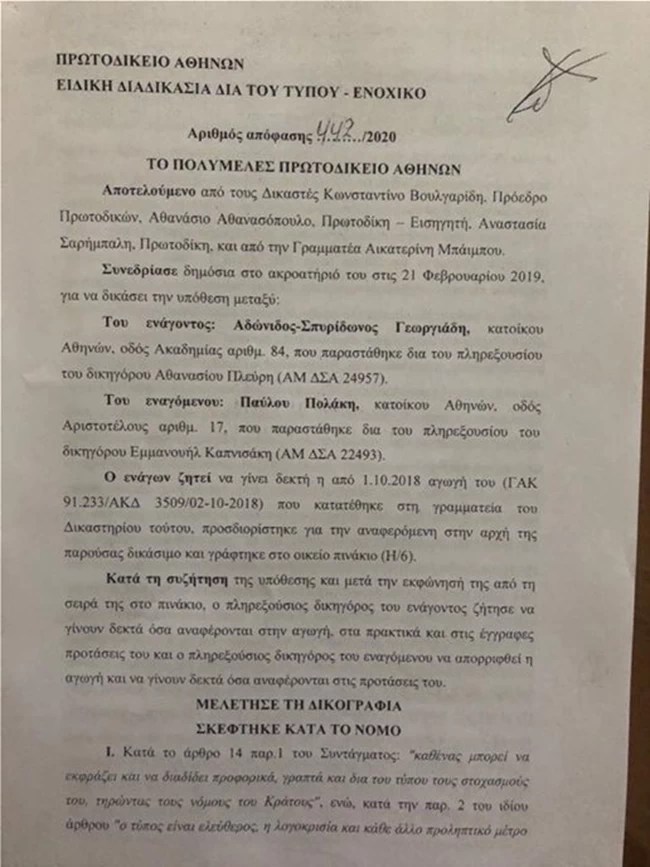 ΠΡΩΤΟΔΙΚΕΙΟ ΑΘΗΝΩΝ
ΕΙΔΙΚΗ ΔΙΑΔΙΚΑΣΙΑ ΔΙΑ ΤΟΥ ΤΥΠΟΥ - ΕΝΟΧΙΚΟ
Αριθμός απόφασης 442/2020
ΤΟ ΠΟΛΥΜΕΛΕΣ ΠΡΩΤΟΔΙΚΕΙΟ ΑΘΗΝΩΝ
Αποτελούμενο από τους Δικαστές Κωνσταντίνο Βουλγαρίδη, Πρόεδρο
Πρωτοδικών, Αθανάσιο Αθανασόπουλο, Πρωτοδίκη – Εισηγητή, Αναστασία
Σαρήμπαλη, Πρωτοδίκη, και από την Γραμματέα Αικατερίνη Μπάιμπου.
Συνεδρίασε δημόσια στο ακροατήριό του στις 21 Φεβρουαρίου 2019,
για να δικάσει την υπόθεση μεταξύ:
Του ενάγοντος: Αδώνιδος-Σπυρίδωνος Γεωργιάδη, κατοίκου
Αθηνών, οδός Ακαδημίας αριθμ. 84, που παραστάθηκε δια του πληρεξουσίου
του δικηγόρου Αθανασίου Πλεύρη (ΑΜ ΔΣΑ 24957).
Του εναγόμενου: Παύλου Πολάκη, κατοίκου Αθηνών, οδός
Αριστοτέλους αριθμ. 17, που παραστάθηκε δια του πληρεξουσίου του
δικηγόρου Εμμανουήλ Καπνισάκη (ΑΜ ΔΣΑ 22493).
Ο ενάγων ζητεί να γίνει δεκτή η από 1.10.2018 αγωγή του (ΓΑΚ
91.233/ΑΚΔ 3509/02-10-2018) που κατατέθηκε στη γραμματεία του
Δικαστηρίου τούτου, προσδιορίστηκε για την αναφερόμενη στην αρχή της
παρούσας δικάσιμο και γράφτηκε στο οικείο πινάκιο (Η/6).
Κατά τη συζήτηση της υπόθεσης και μετά την εκφώνησή της από τη
σειρά της στο πινάκιο, ο πληρεξούσιος δικηγόρος του ενάγοντος ζήτησε να
γίνουν δεκτά όσα αναφέρονται στην αγωγή, στα πρακτικά και στις έγγραφες
προτάσεις του και ο πληρεξούσιος δικηγόρος του εναγόμενου να απορριφθεί η
αγωγή και να γίνουν δεκτά όσα αναφέρονται στις προτάσεις του.
ΜΕΛΕΤΗΣΕ ΤΗ ΔΙΚΟΓΡΑΦΙΑ
ΣΚΕΦΤΗΚΕ ΚΑΤΑ ΤΟ ΝΟΜΟ
Ι. Κατά το άρθρο 14 παρ.1 του Συντάγματος: "καθένας μπορεί να
εκφράζει και να διαδίδει προφορικά, γραπτά και δια του τύπου τους στοχασμούς
του, τηρώντας τους νόμους του Κράτους", ενώ, κατά την παρ. 2 του ιδίου
άρθρου "ο τύπος είναι ελεύθερος, η λογοκρισία και κάθε άλλο προληπτικό μέτρο